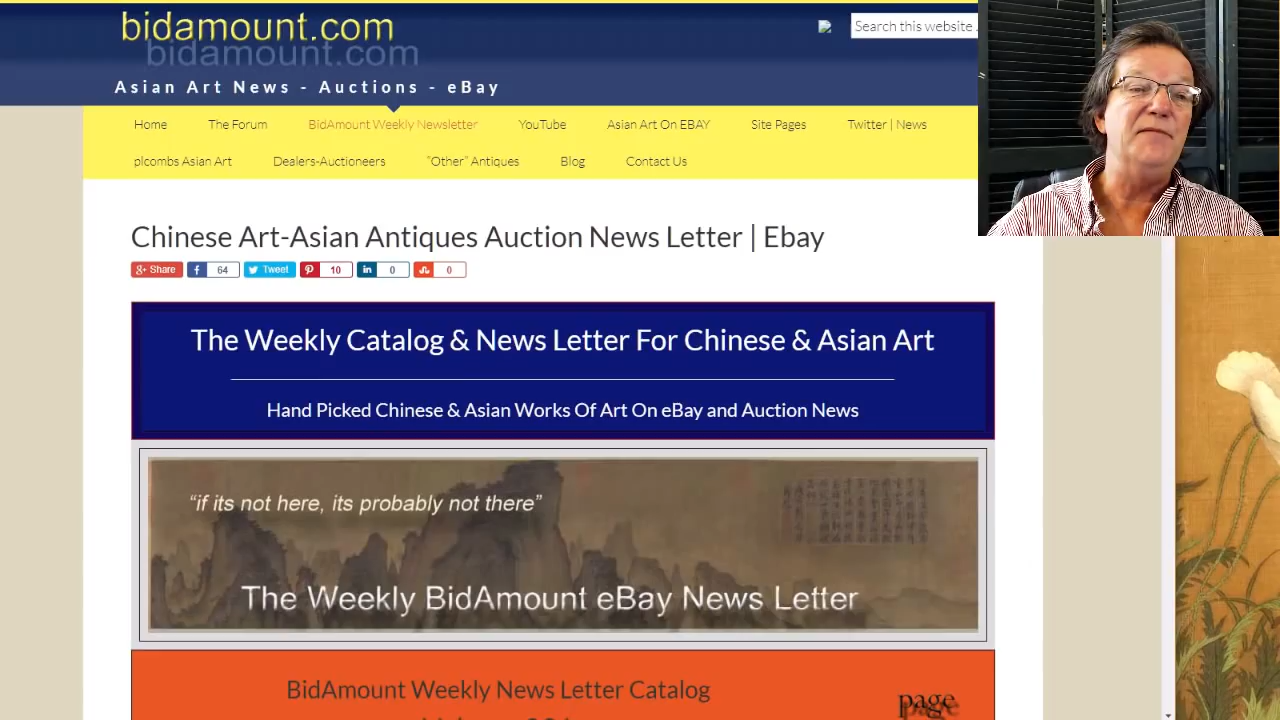 bidamount.com
bidamount.com
Asian Art News - Auctions - eBay
Search this website
Home The Forum BidAmount Weekly Newsletter YouTube Asian Art On EBAY Site Pages Twitter | News
plcombs Asian Art Dealers-Auctioneers "Other" Antiques Blog Contact Us
Chinese Art-Asian Antiques Auction News Letter | Ebay
Share 64 Tweet 10 0 0
The Weekly Catalog & News Letter For Chinese & Asian Art
Hand Picked Chinese & Asian Works Of Art On eBay and Auction News
“if its not here, its probably not there”
The Weekly BidAmount eBay News Letter
BidAmount Weekly News Letter Catalog
page